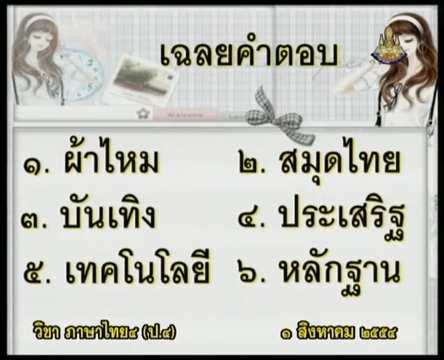 เฉลยคำตอบ
Welcome
๑. ผ้าไหม ๒. สมุดไทย
๓. บันเทิง ๔. ประเสริฐ
๕. เทคโนโลยี ๖. หลักฐาน
วิชา ภาษาไทย๔ (ป.๔) ๑ สิงหาคม ๒๕๕๔